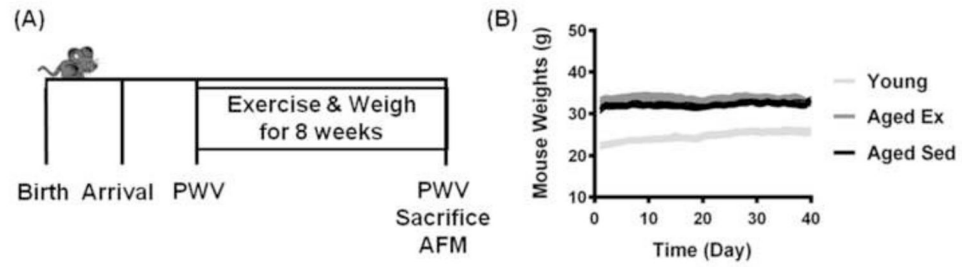 (A)
Exercise & Weigh
for 8 weeks
Birth Arrival PWV
PWV
Sacrifice
AFM
(B)
Mouse Weights (g)
50
40
30
20
10
0 10 20 30 40
Time (Day)
Young
Aged Ex
Aged Sed